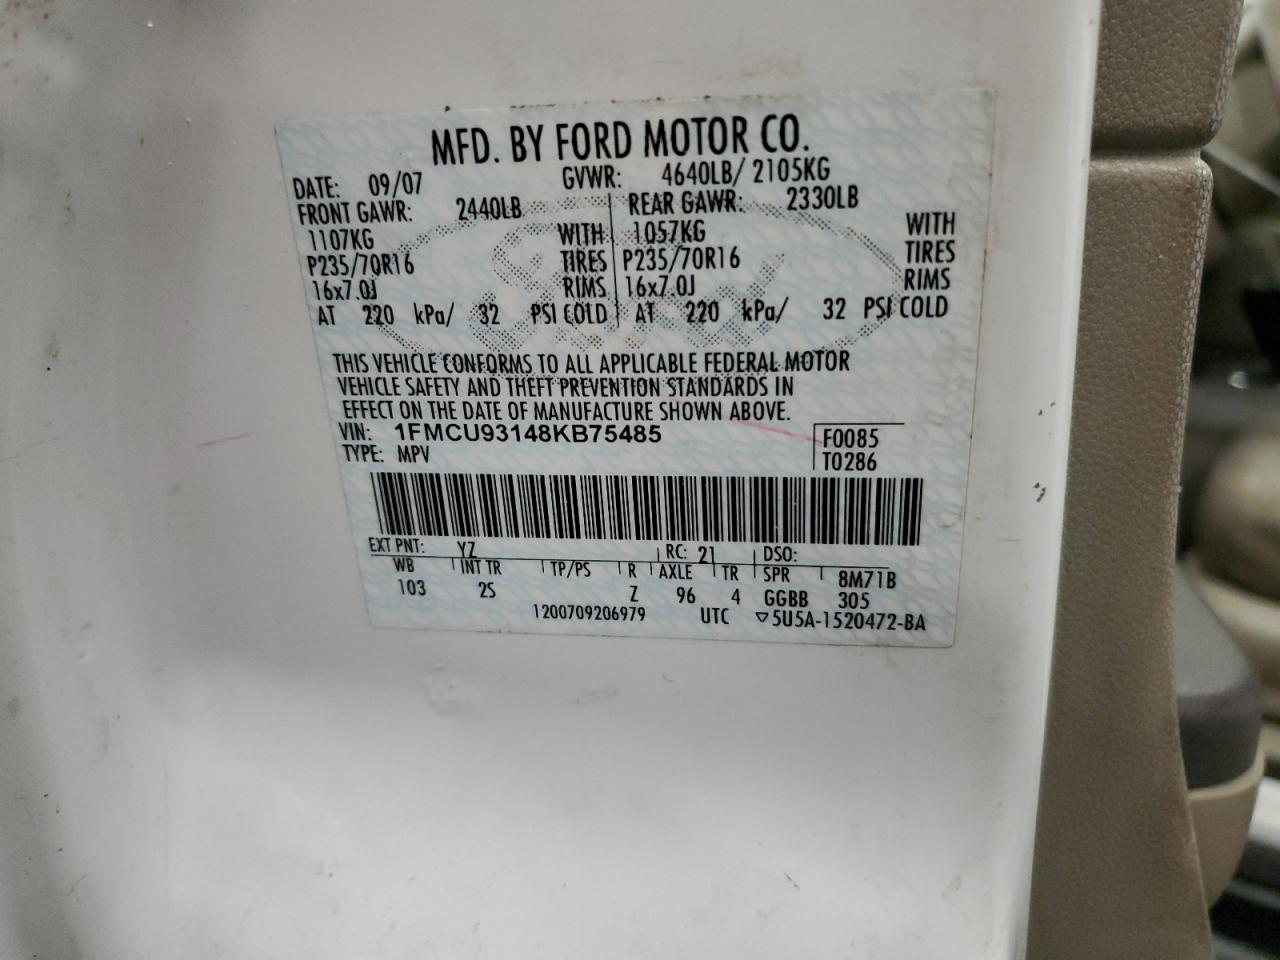 MFD. BY FORD MOTOR CO.
DATE: 09/07 GVWR: 4640LB/ 2105KG
FRONT GAWR: 2440LB REAR GAWR: 2330LB
1107KG WITH 1057KG WITH
P235/70R16 TIRES P235/70R16 TIRES
16x7.0J RIMS 16x7.0J RIMS
AT 220 kPa/ 32 PSI COLD AT 220 kPa/ 32 PSI COLD
THIS VEHICLE CONFORMS TO ALL APPLICABLE FEDERAL MOTOR
VEHICLE SAFETY AND THEFT PREVENTION STANDARDS IN
EFFECT ON THE DATE OF MANUFACTURE SHOWN ABOVE.
VIN: 1FMCU93148KB75485 F0085
TYPE: MPV T0286
EXT PNT: YZ RC: 21 DSO:
WB INT TR TP/PS R AXLE TR SPR 8M71B
103 2S Z 96 4 GGBB 305
1200709206979 UTC ▽5U5A-1520472-BA